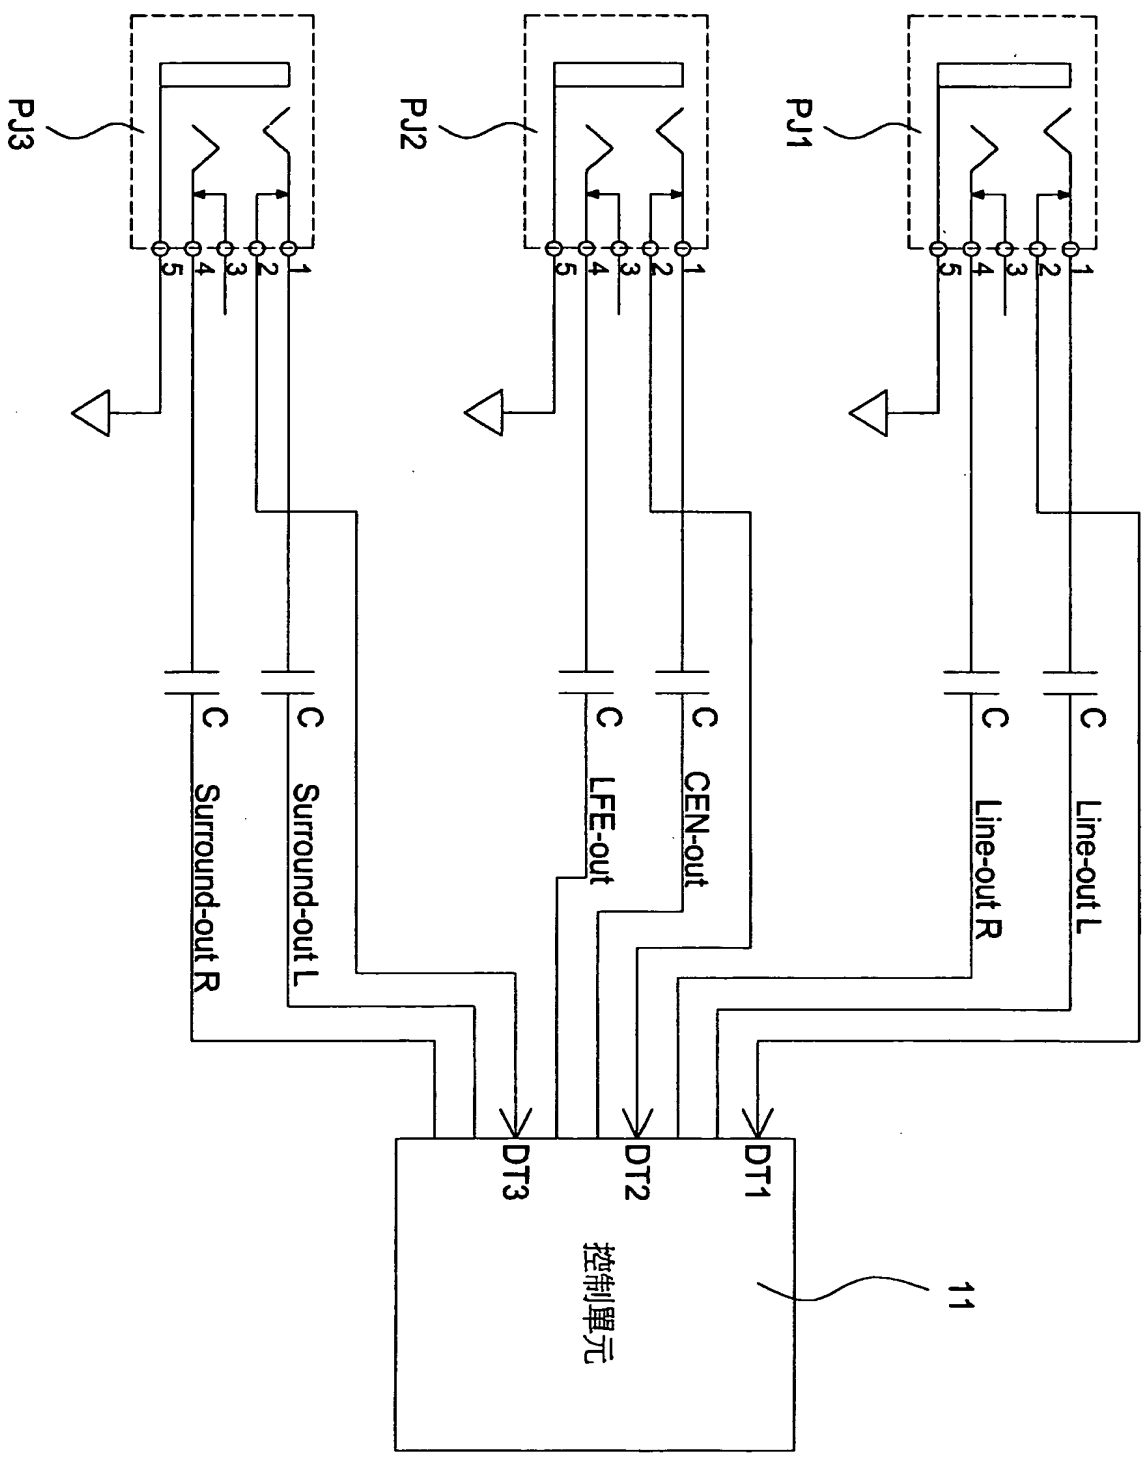 PJ1
1
2
3
4
5
C
Line-out L
C
Line-out R
PJ2
1
2
3
4
5
C
CEN-out
C
LFE-out
PJ3
1
2
3
4
5
C
Surround-out L
C
Surround-out R
DT1
DT2
DT3
控制單元
11